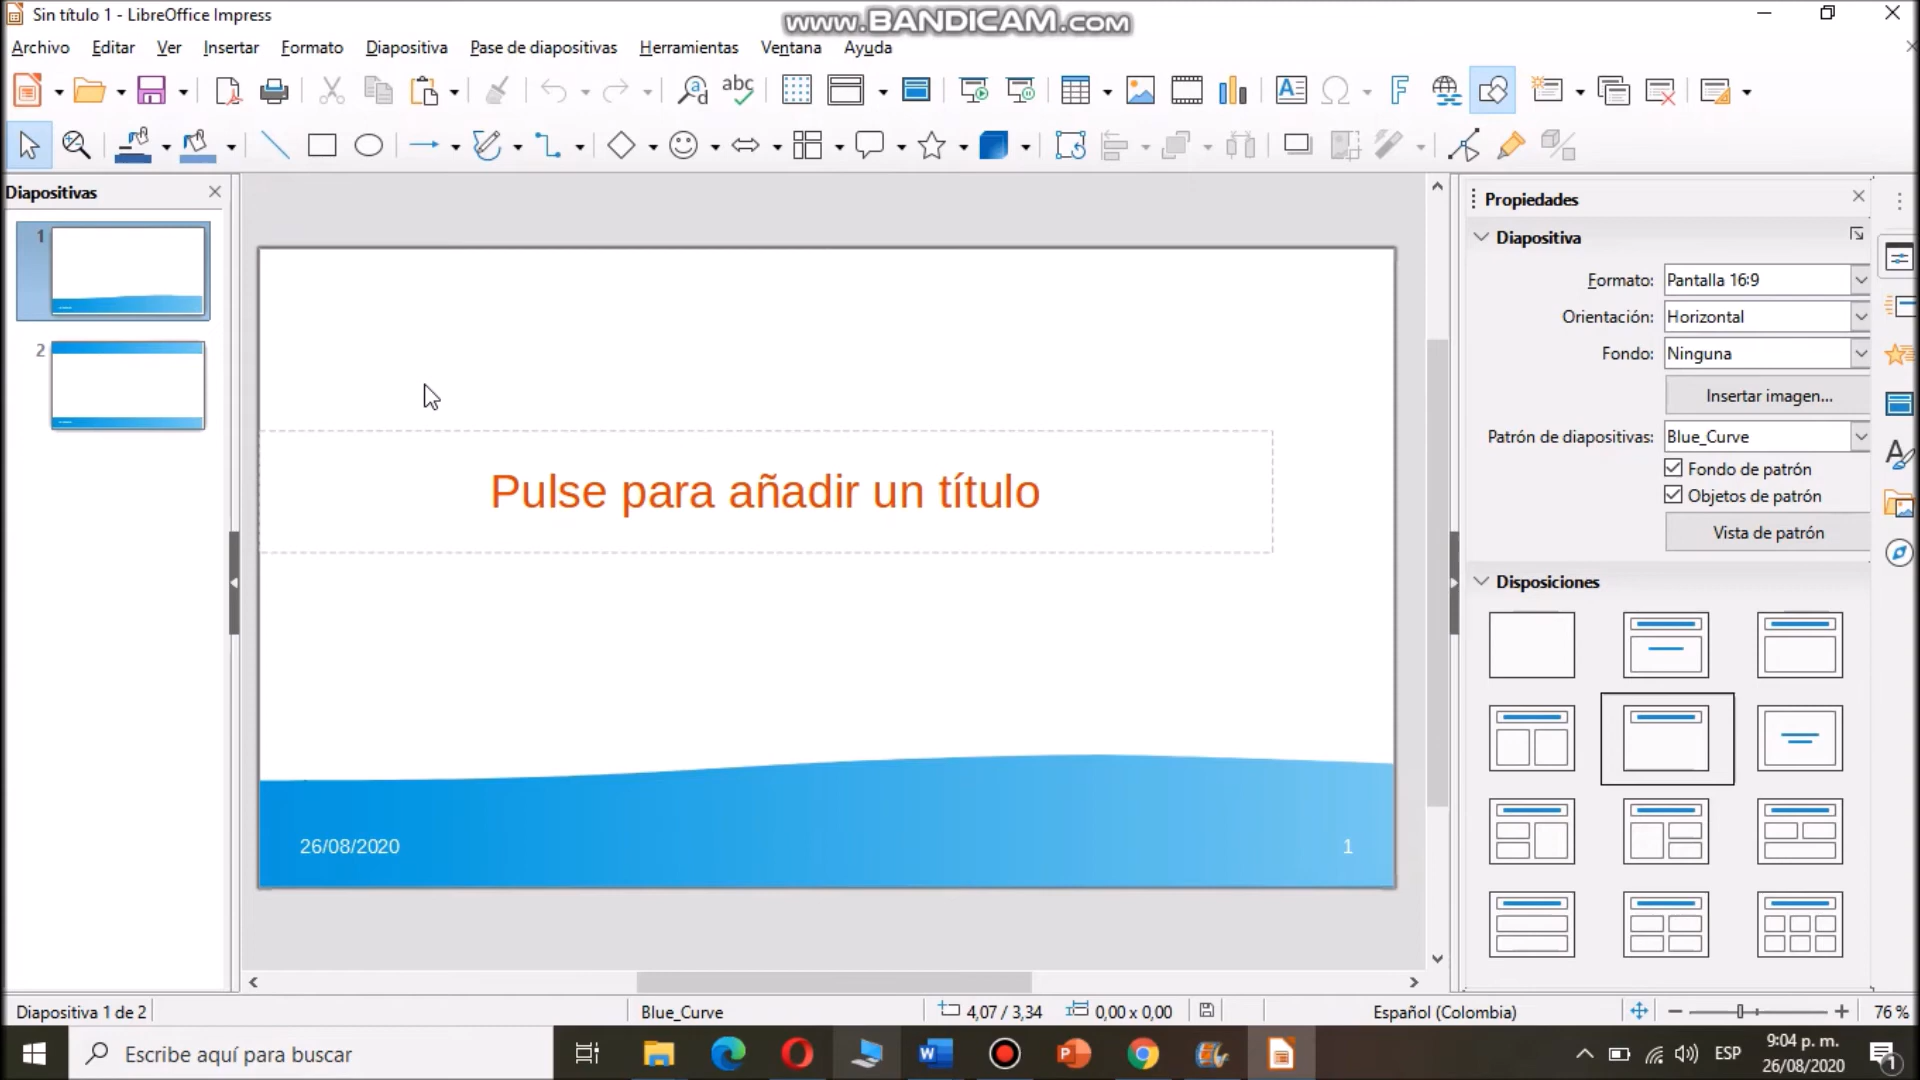 Sin título 1 - LibreOffice Impress
www.BANDICAM.com
Archivo Editar Ver Insertar Formato Diapositiva Pase de diapositivas Herramientas Ventana Ayuda
Diapositivas
1
2
Pulse para añadir un título
26/08/2020
1
Propiedades
Diapositiva
Formato: Pantalla 16:9
Orientación: Horizontal
Fondo: Ninguna
Insertar imagen...
Patrón de diapositivas: Blue_Curve
Fondo de patrón
Objetos de patrón
Vista de patrón
Disposiciones
Diapositiva 1 de 2 Blue_Curve 4,07 / 3,34 0,00 x 0,00 Español (Colombia) 76 %
Escribe aquí para buscar
ESP
9:04 p. m.
26/08/2020
1